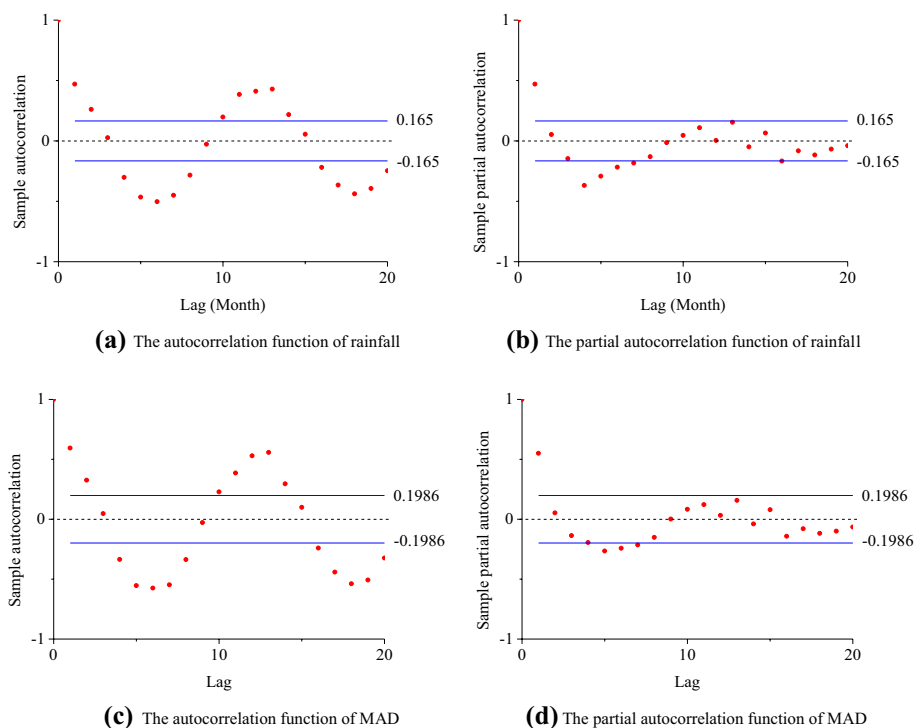 Sample autocorrelation
1
0
-1
0.165
-0.165
0
10
20
Lag (Month)
(a) The autocorrelation function of rainfall
Sample partial autocorrelation
1
0
-1
0.165
-0.165
0
10
20
Lag (Month)
(b) The partial autocorrelation function of rainfall
Sample autocorrelation
1
0
-1
0.1986
-0.1986
0
10
20
Lag
(c) The autocorrelation function of MAD
Sample partial autocorrelation
1
0
-1
0.1986
-0.1986
0
10
20
Lag
(d) The partial autocorrelation function of MAD